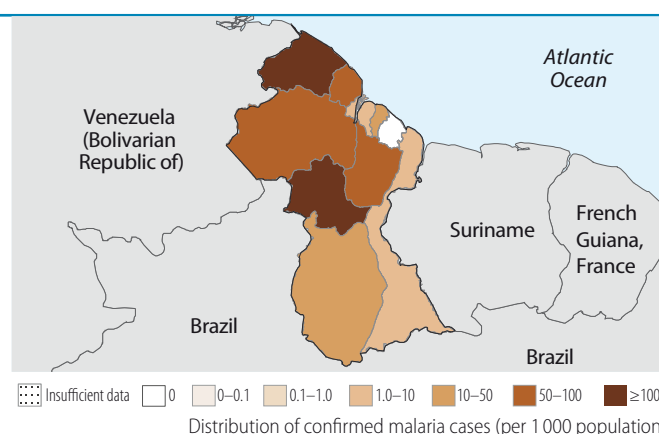 Atlantic
Ocean
Venezuela
(Bolivarian
Republic of)
Suriname
French
Guiana,
France
Brazil
Brazil
Insufficient data 0 0–0.1 0.1–1.0 1.0–10 10–50 50–100 ≥100
Distribution of confirmed malaria cases (per 1 000 population